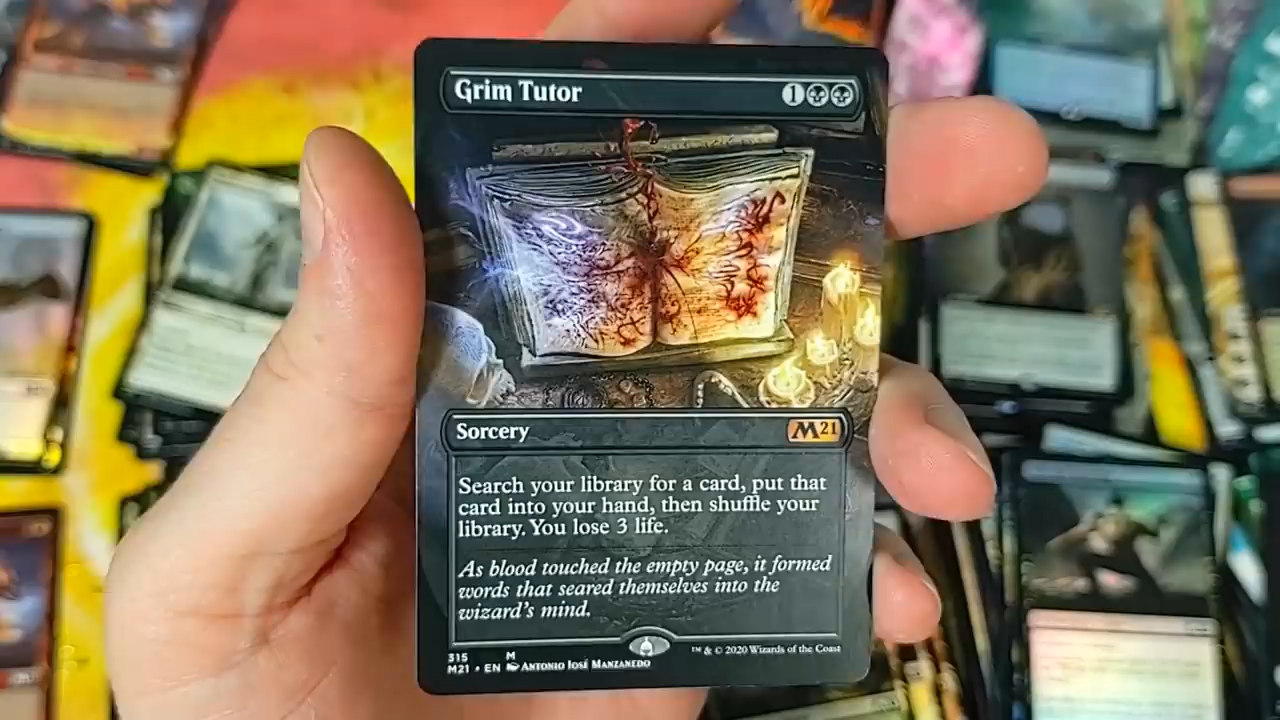 Grim Tutor 1
Sorcery M21
Search your library for a card, put that
card into your hand, then shuffle your
library. You lose 3 life.
As blood touched the empty page, it formed
words that seared themselves into the
wizard's mind.
315 M
M21 • EN Antonio José Manzanedo
™ & © 2020 Wizards of the Coast